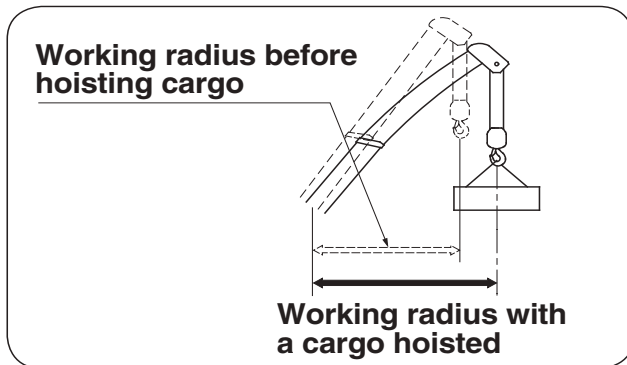 Working radius before
hoisting cargo
Working radius with
a cargo hoisted